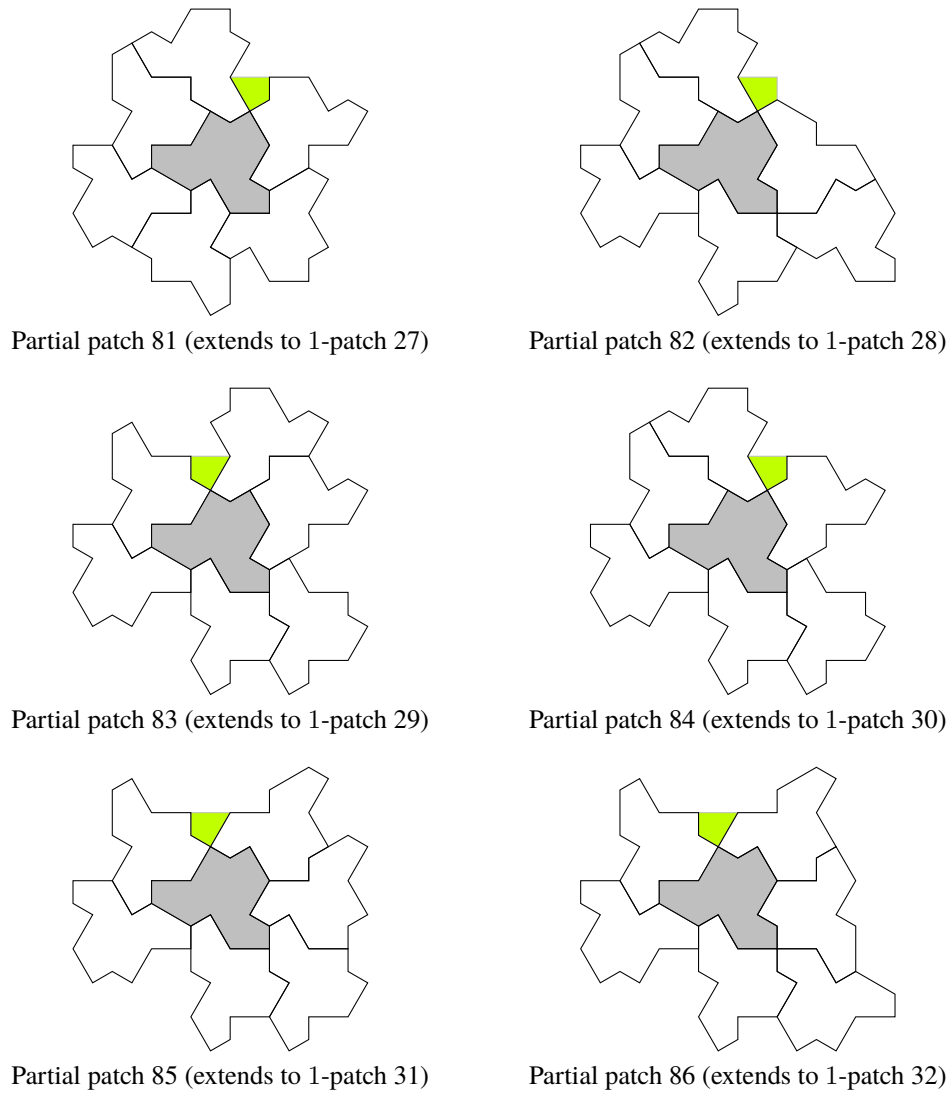 Partial patch 81 (extends to 1-patch 27)
Partial patch 82 (extends to 1-patch 28)
Partial patch 83 (extends to 1-patch 29)
Partial patch 84 (extends to 1-patch 30)
Partial patch 85 (extends to 1-patch 31)
Partial patch 86 (extends to 1-patch 32)